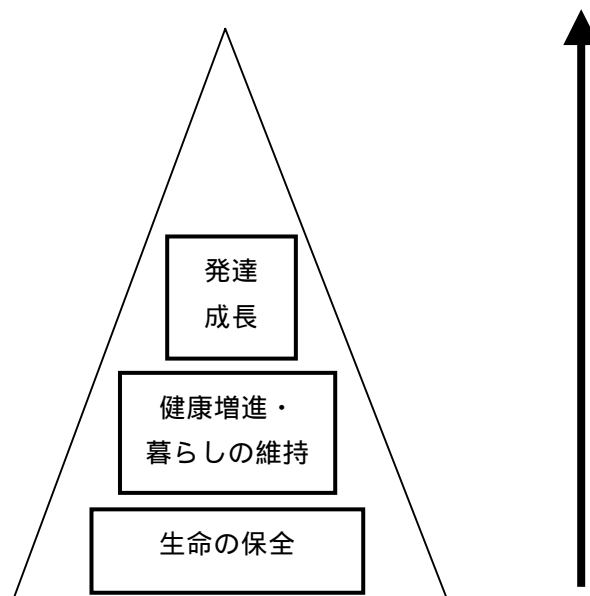 発達
成長
健康増進・
暮らしの維持
生命の保全